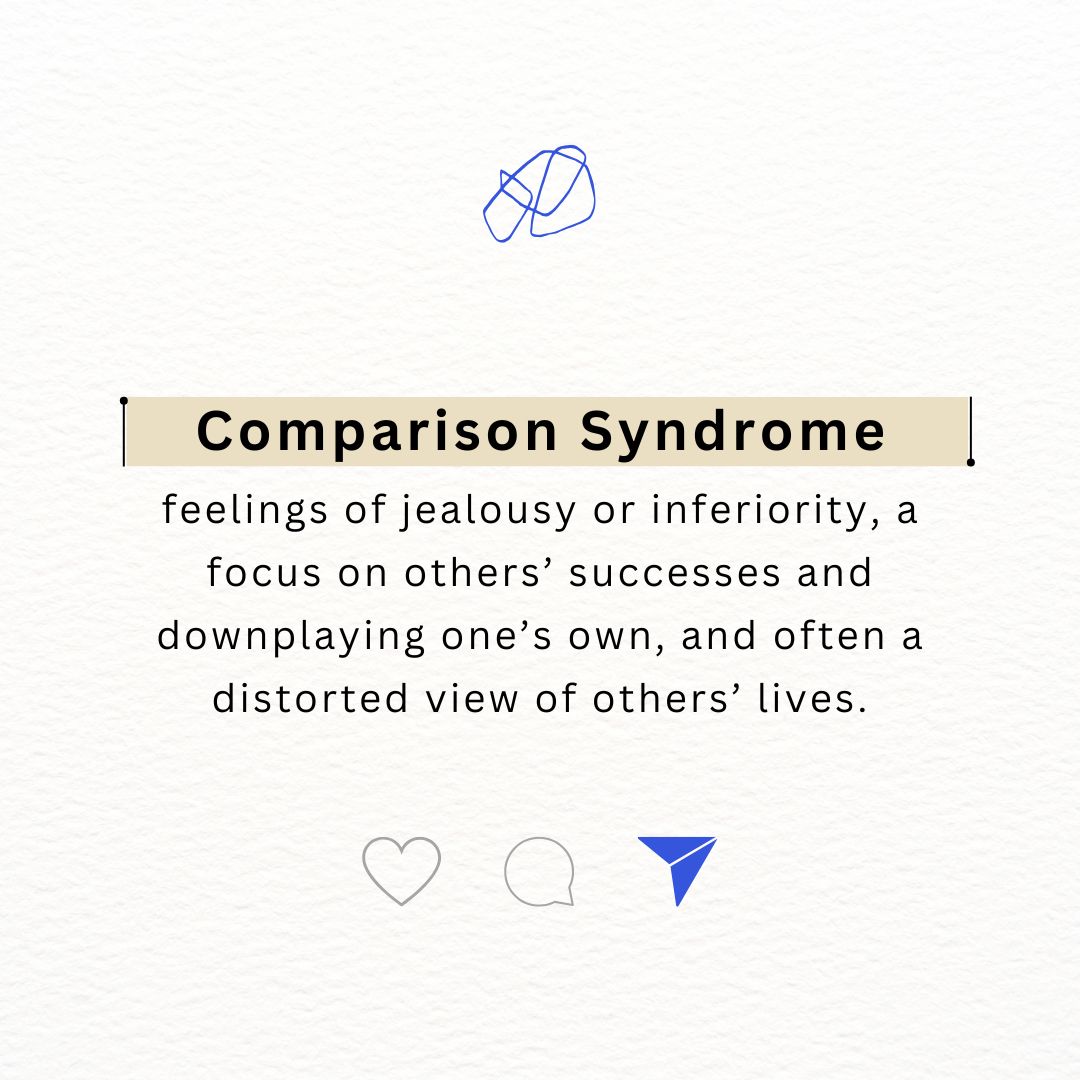 Comparison Syndrome
feelings of jealousy or inferiority, a
focus on others’ successes and
downplaying one’s own, and often a
distorted view of others’ lives.